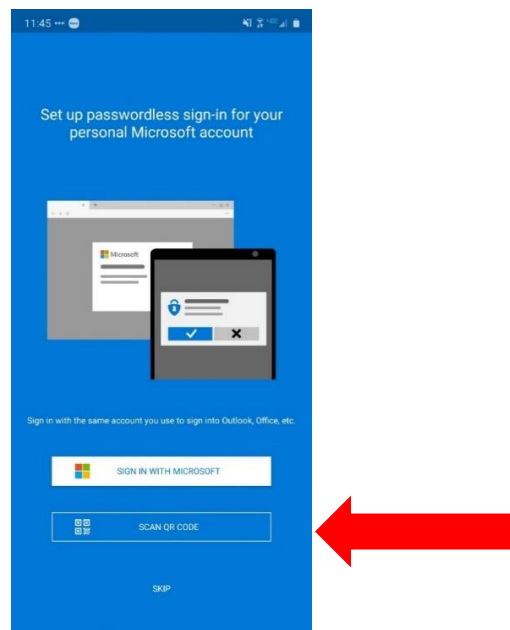 11:45
Set up passwordless sign-in for your
personal Microsoft account
Microsoft
Sign in with the same account you use to sign into Outlook, Office, etc.
SIGN IN WITH MICROSOFT
SCAN QR CODE
SKIP